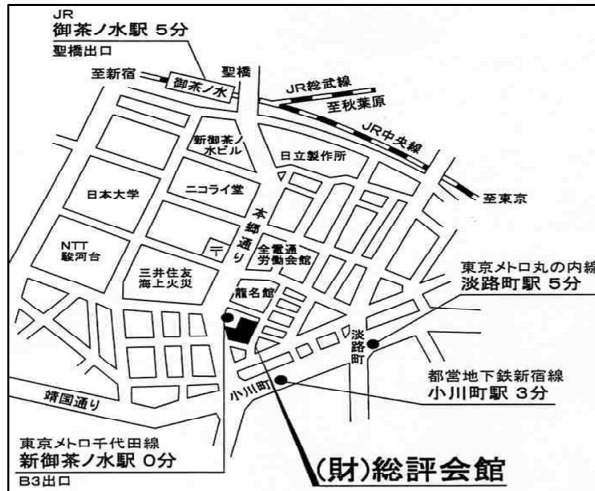 JR
御茶ノ水駅 5分
聖橋出口
聖橋
至新宿
御茶ノ水
JR総武線
至秋葉原
JR中央線
至東京
新御茶ノ
水ビル
日立製作所
日本大学
ニコライ堂
本郷通り
NTT
駿河台
〒
全電通
労働会館
三井住友
海上火災
龍名館
東京メトロ丸の内線
淡路町駅 5分
淡路町
都営地下鉄新宿線
小川町駅 3分
小川町
靖国通り
東京メトロ千代田線
新御茶ノ水駅 0分
B3出口
(財)総評会館